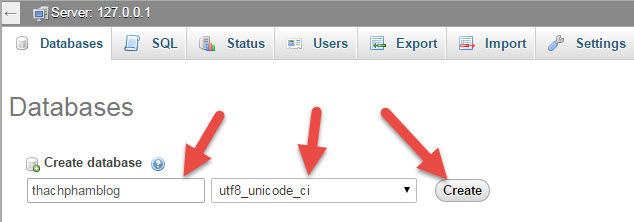 Server: 127.0.0.1
Databases SQL Status Users Export Import Settings
Databases
Create database
thachphamblog utf8_unicode_ci Create